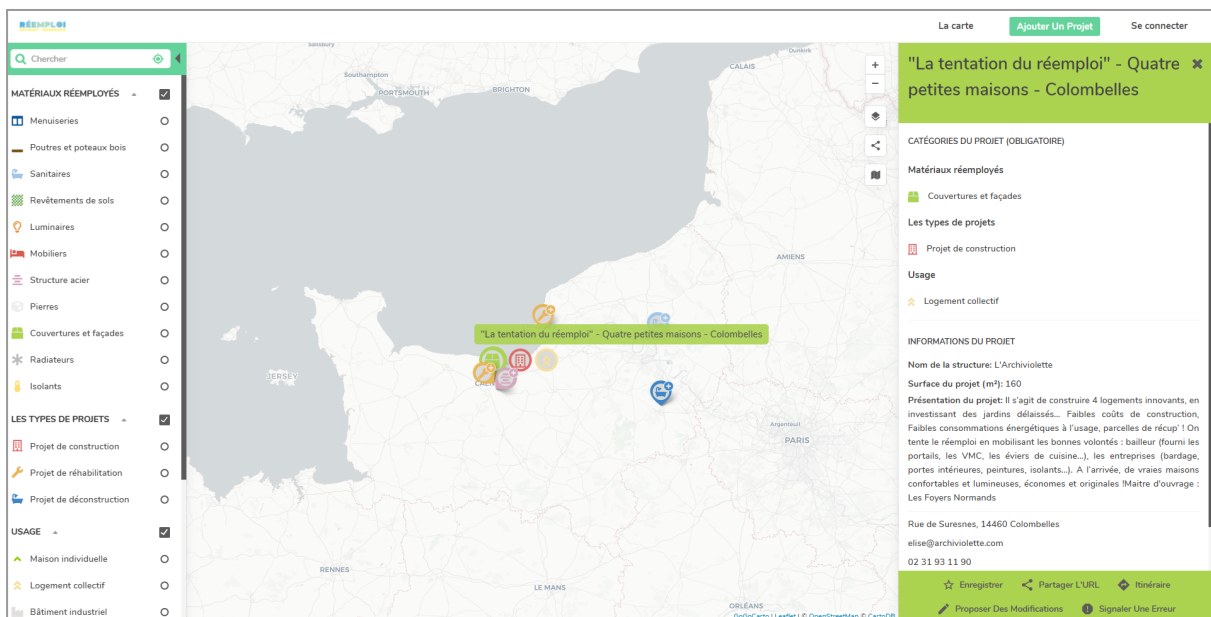 RÉEMPLOI
La carte
Ajouter Un Projet
Se connecter
Chercher
MATÉRIAUX RÉEMPLOYÉS
Menuiseries
Poutres et poteaux bois
Sanitaires
Revêtements de sols
Luminaires
Mobiliers
Structure acier
Pierres
Couvertures et façades
Radiateurs
Isolants
LES TYPES DE PROJETS
Projet de construction
Projet de réhabilitation
Projet de déconstruction
USAGE
Maison individuelle
Logement collectif
Bâtiment industriel
Salisbury
Southampton
PORTSMOUTH
BRIGHTON
CALAIS
Dunkirk
AMIENS
"La tentation du réemploi" - Quatre petites maisons - Colombelles
JERSEY
CAEN
Argenteuil
PARIS
RENNES
LE MANS
ORLÉANS
GoGoCarto | Leaflet | © OpenStreetMap © CartoDB
+
−
"La tentation du réemploi" - Quatre
petites maisons - Colombelles
CATÉGORIES DU PROJET (OBLIGATOIRE)
Matériaux réemployés
Couvertures et façades
Les types de projets
Projet de construction
Usage
Logement collectif
INFORMATIONS DU PROJET
Nom de la structure: L'Archiviolette
Surface du projet (m²): 160
Présentation du projet: Il s'agit de construire 4 logements innovants, en
investissant des jardins délaissés... Faibles coûts de construction,
Faibles consommations énergétiques à l'usage, parcelles de récup' ! On
tente le réemploi en mobilisant les bonnes volontés : bailleur (fourni les
portails, les VMC, les éviers de cuisine...), les entreprises (bardage,
portes intérieures, peintures, isolants...). A l'arrivée, de vraies maisons
confortables et lumineuses, économes et originales !Maitre d'ouvrage :
Les Foyers Normands
Rue de Suresnes, 14460 Colombelles
elise@archiviolette.com
02 31 93 11 90
Enregistrer
Partager L'URL
Itinéraire
Proposer Des Modifications
Signaler Une Erreur